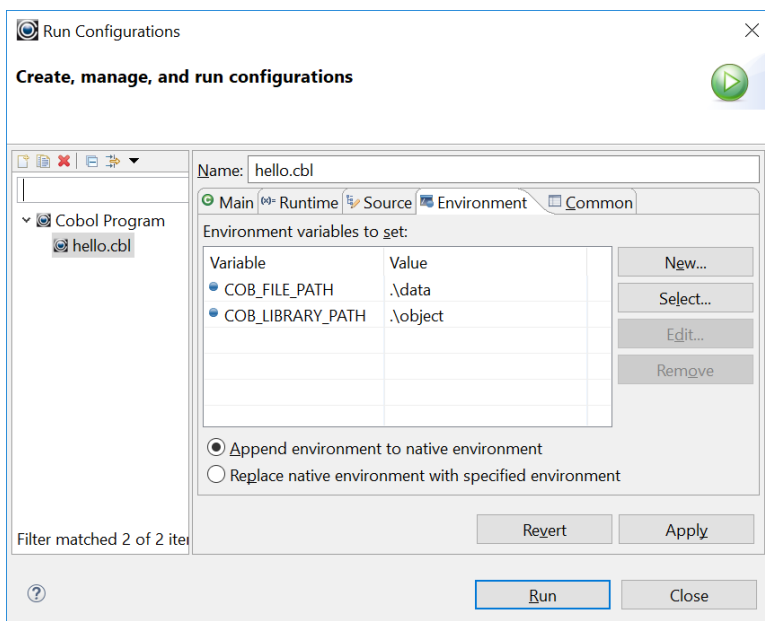 Run Configurations
Create, manage, and run configurations
Name: hello.cbl
Main Runtime Source Environment Common
Cobol Program
hello.cbl
Environment variables to set:
Variable Value
COB_FILE_PATH .\data
COB_LIBRARY_PATH .\object
New...
Select...
Edit...
Remove
Append environment to native environment
Replace native environment with specified environment
Filter matched 2 of 2 iter
Revert Apply
? Run Close